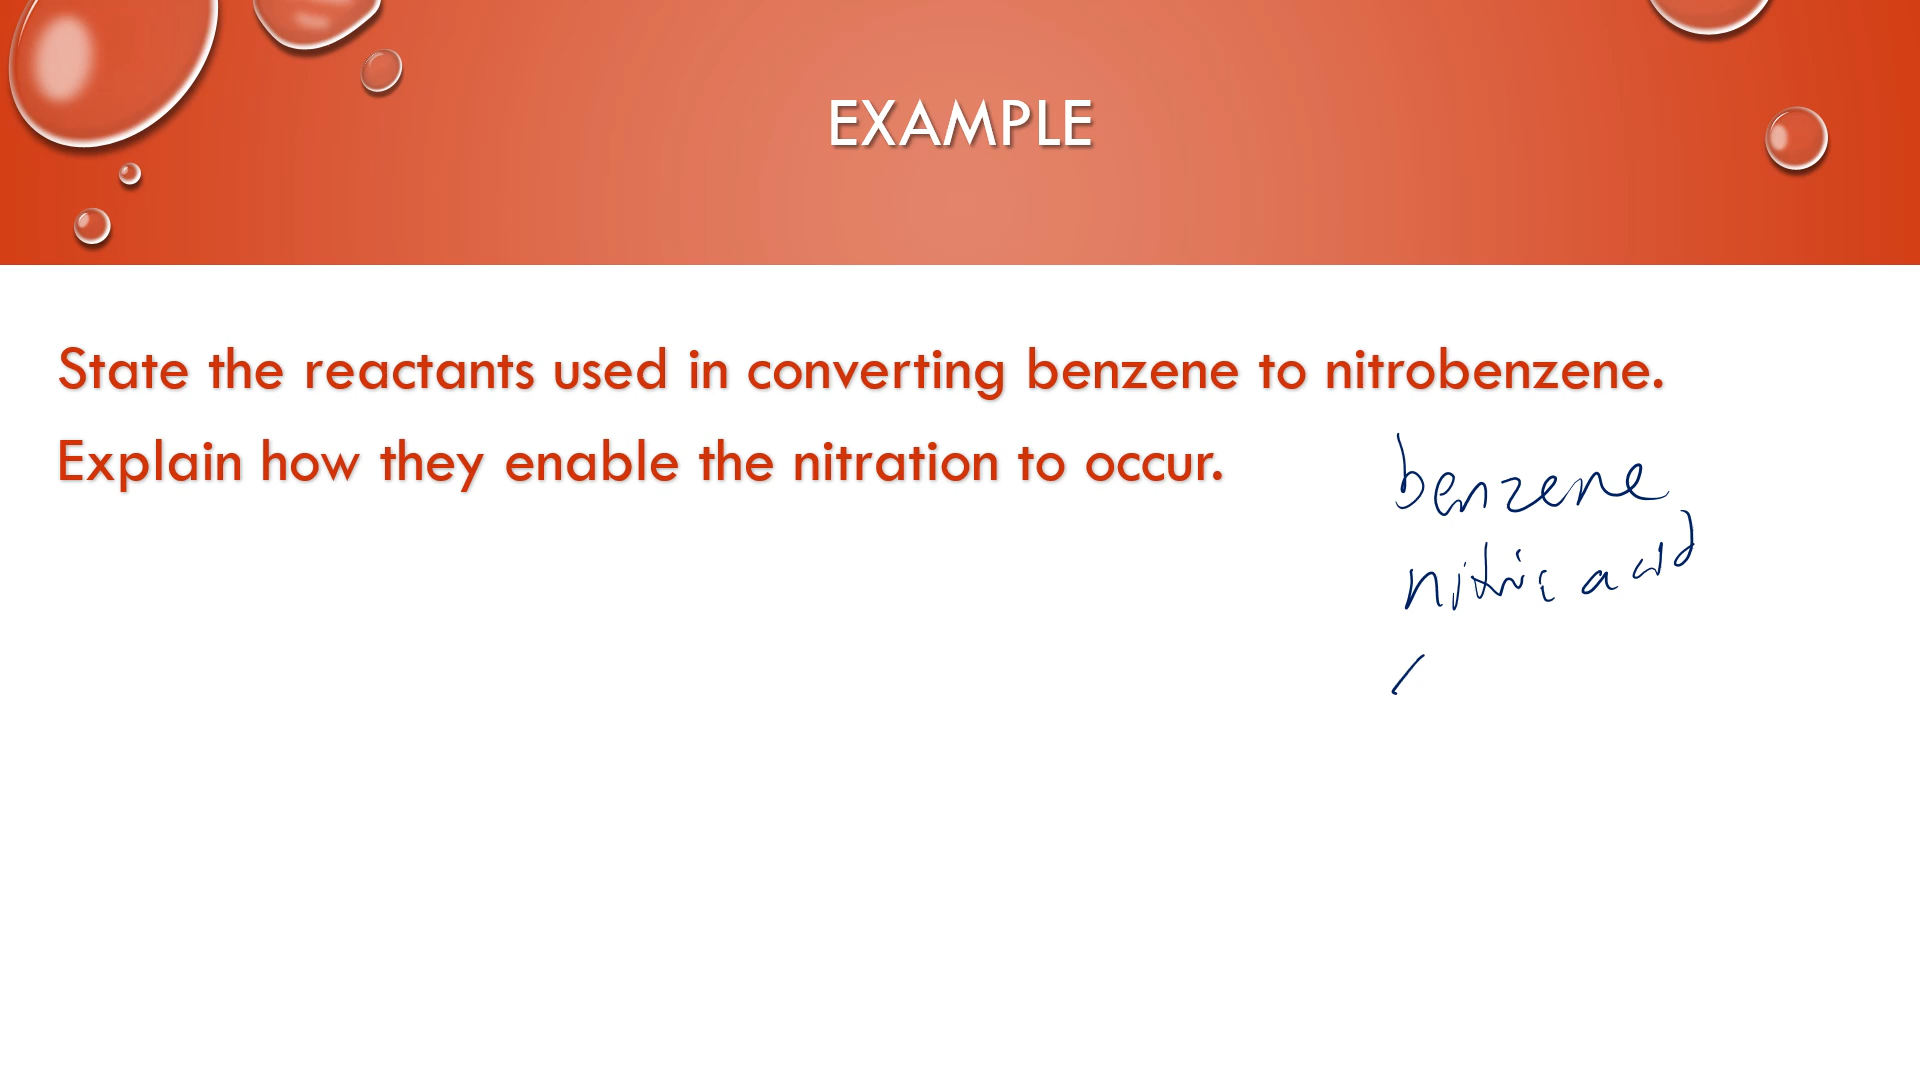 EXAMPLE
State the reactants used in converting benzene to nitrobenzene.
Explain how they enable the nitration to occur.
benzene
nitric acid